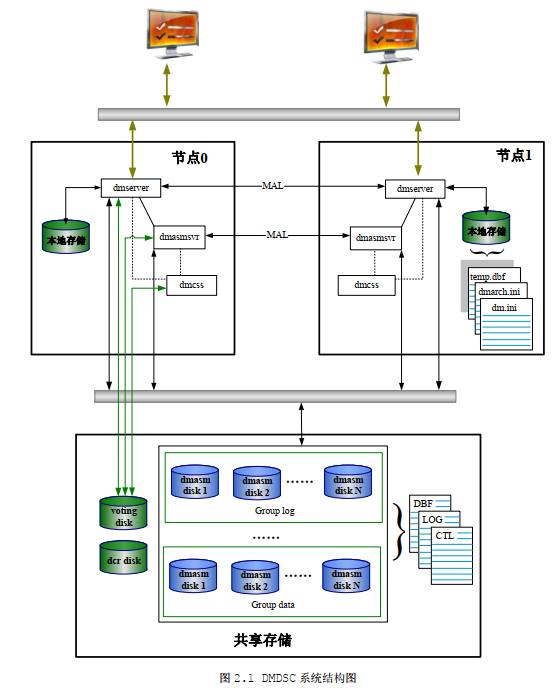 节点0
节点1
dmserver
MAL
dmserver
本地存储
dmasmsvr
MAL
dmasmsvr
本地存储
dmcss
dmcss
temp.dbf
dmarch.ini
dm.ini
dmasm
disk 1
dmasm
disk 2
......
dmasm
disk N
Group log
voting
disk
dcr disk
......
dmasm
disk 1
dmasm
disk 2
......
dmasm
disk N
Group data
DBF
LOG
CTL
共享存储
图 2.1 DMDSC 系统结构图